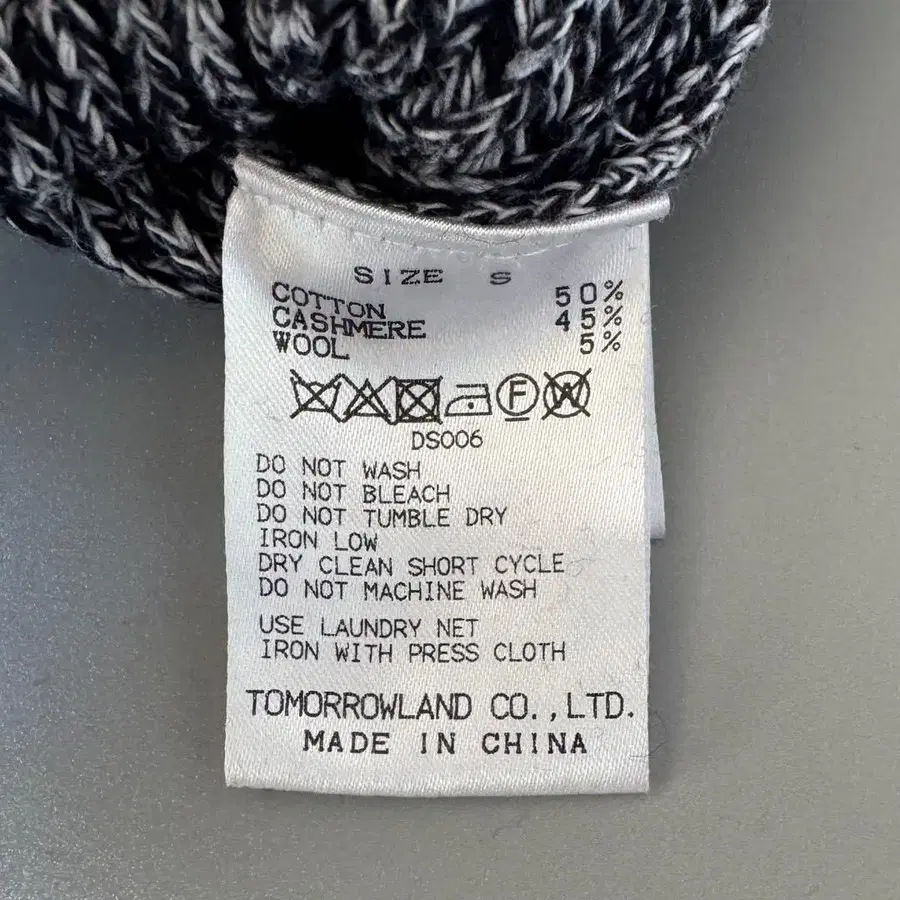 SIZE S
COTTON 50%
CASHMERE 45%
WOOL 5%
F W
DS006
DO NOT WASH
DO NOT BLEACH
DO NOT TUMBLE DRY
IRON LOW
DRY CLEAN SHORT CYCLE
DO NOT MACHINE WASH
USE LAUNDRY NET
IRON WITH PRESS CLOTH
TOMORROWLAND CO.,LTD.
MADE IN CHINA